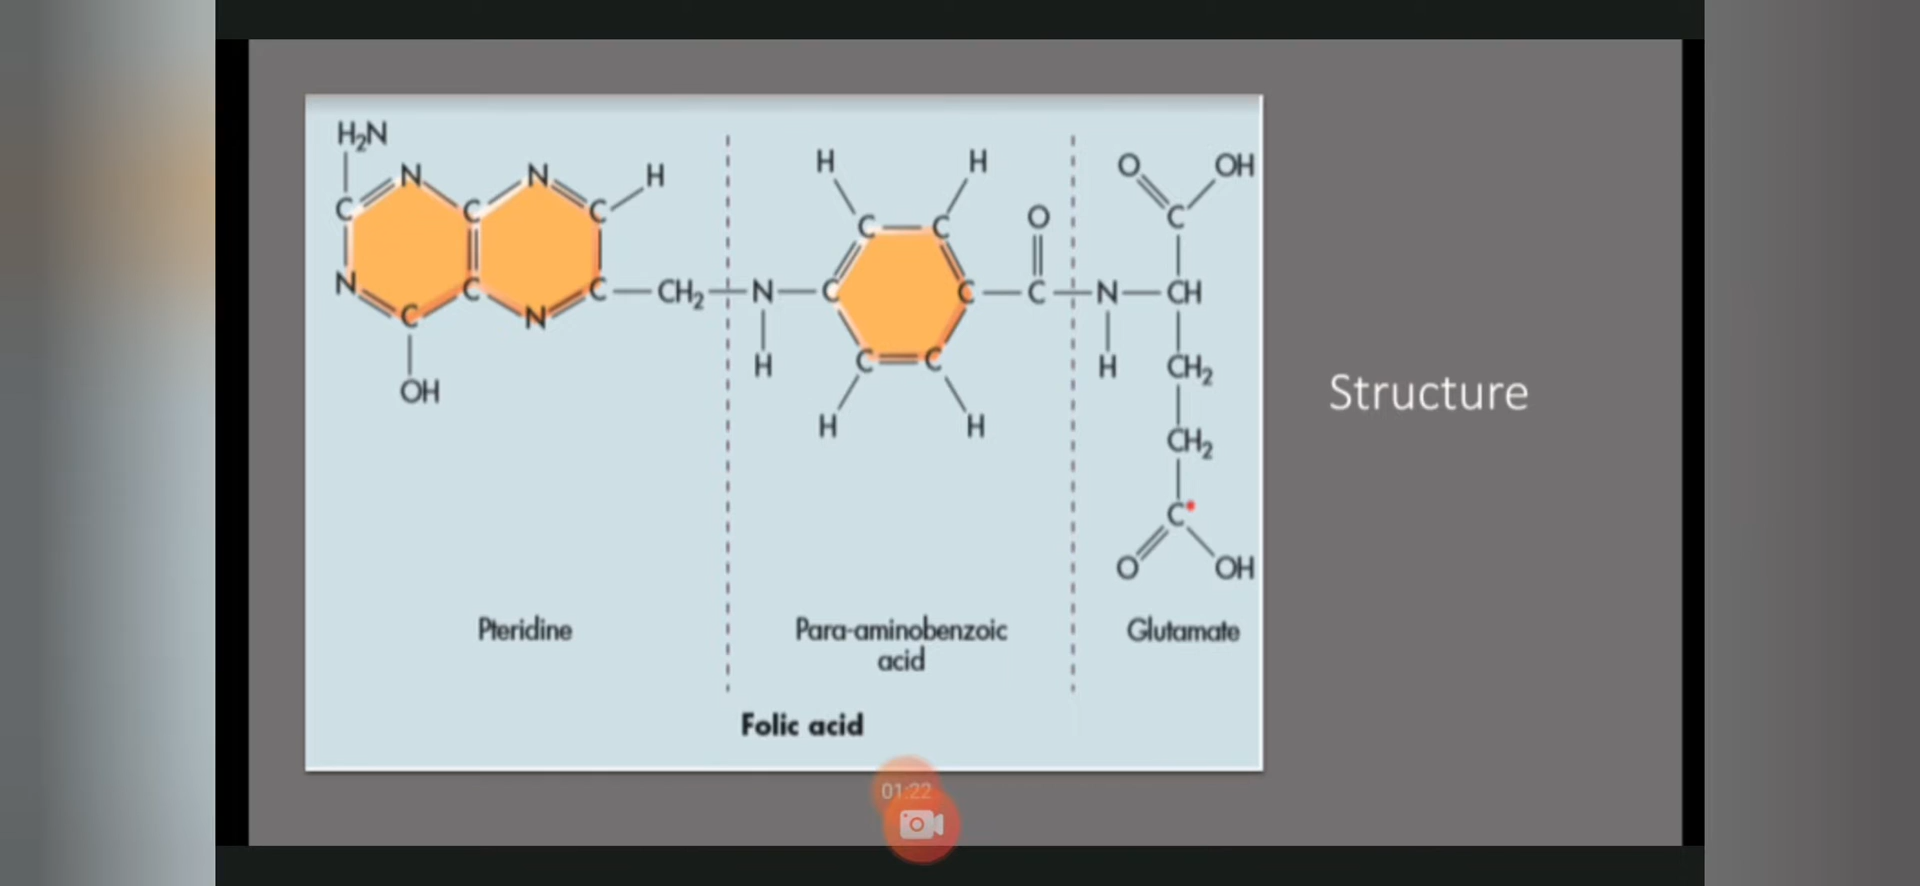 H₂N
N
N
H
C
C
C
N
C
C
CH₂
N
C
N
OH
H
H
H
C
C
C
C
C
C
H
H
O
C
N
H
O
OH
C
CH
CH₂
CH₂
C
O
OH
Structure
Pteridine
Para-aminobenzoic
acid
Glutamate
Folic acid
01:22